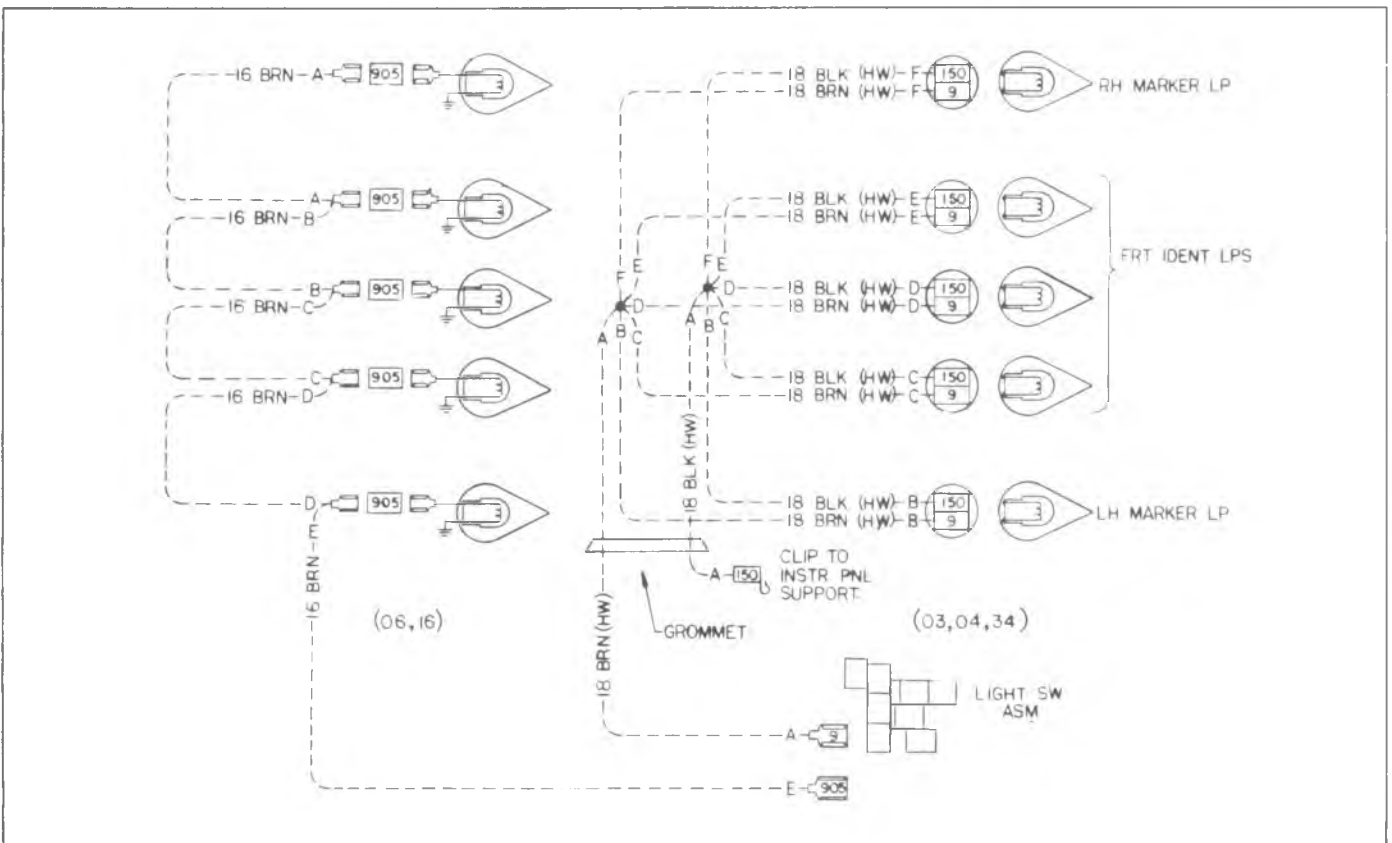 16 BRN-A 905
A 905
16 BRN-B
B 905
16 BRN-C
C 905
16 BRN-D
D 905
16 BRN-E
(06,16)
18 BLK (HW)-F 150
18 BRN (HW)-F 9
RH MARKER LP
18 BLK (HW)-E 150
18 BRN (HW)-E 9
FRT IDENT LPS
F E
F E
D
D
A B C
A B C
18 BLK (HW)-D 150
18 BRN (HW)-D 9
18 BLK (HW)-C 150
18 BRN (HW)-C 9
18 BLK (HW)
18 BLK (HW)-B 150
18 BRN (HW)-B 9
LH MARKER LP
A-150
CLIP TO
INSTR PNL
SUPPORT
GROMMET
(03,04,34)
18 BRN (HW)
LIGHT SW
ASM
A 9
E 905